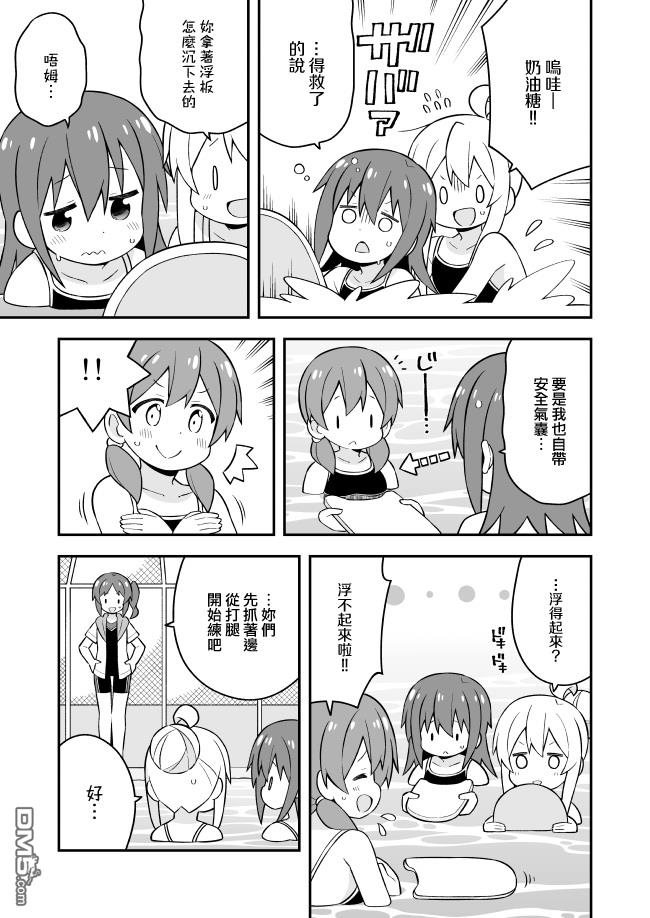 嗚哇—
奶油糖!!
ザバァ
…得救了
的說
妳拿著浮板
怎麼沉下去的
唔姆…
要是我也自帶
安全氣囊…
じーー…
!!
…浮得起來?
ドキドキ
浮不起來啦!!
…妳們
先抓著邊
從打腿
開始練吧
好…
DM5.com